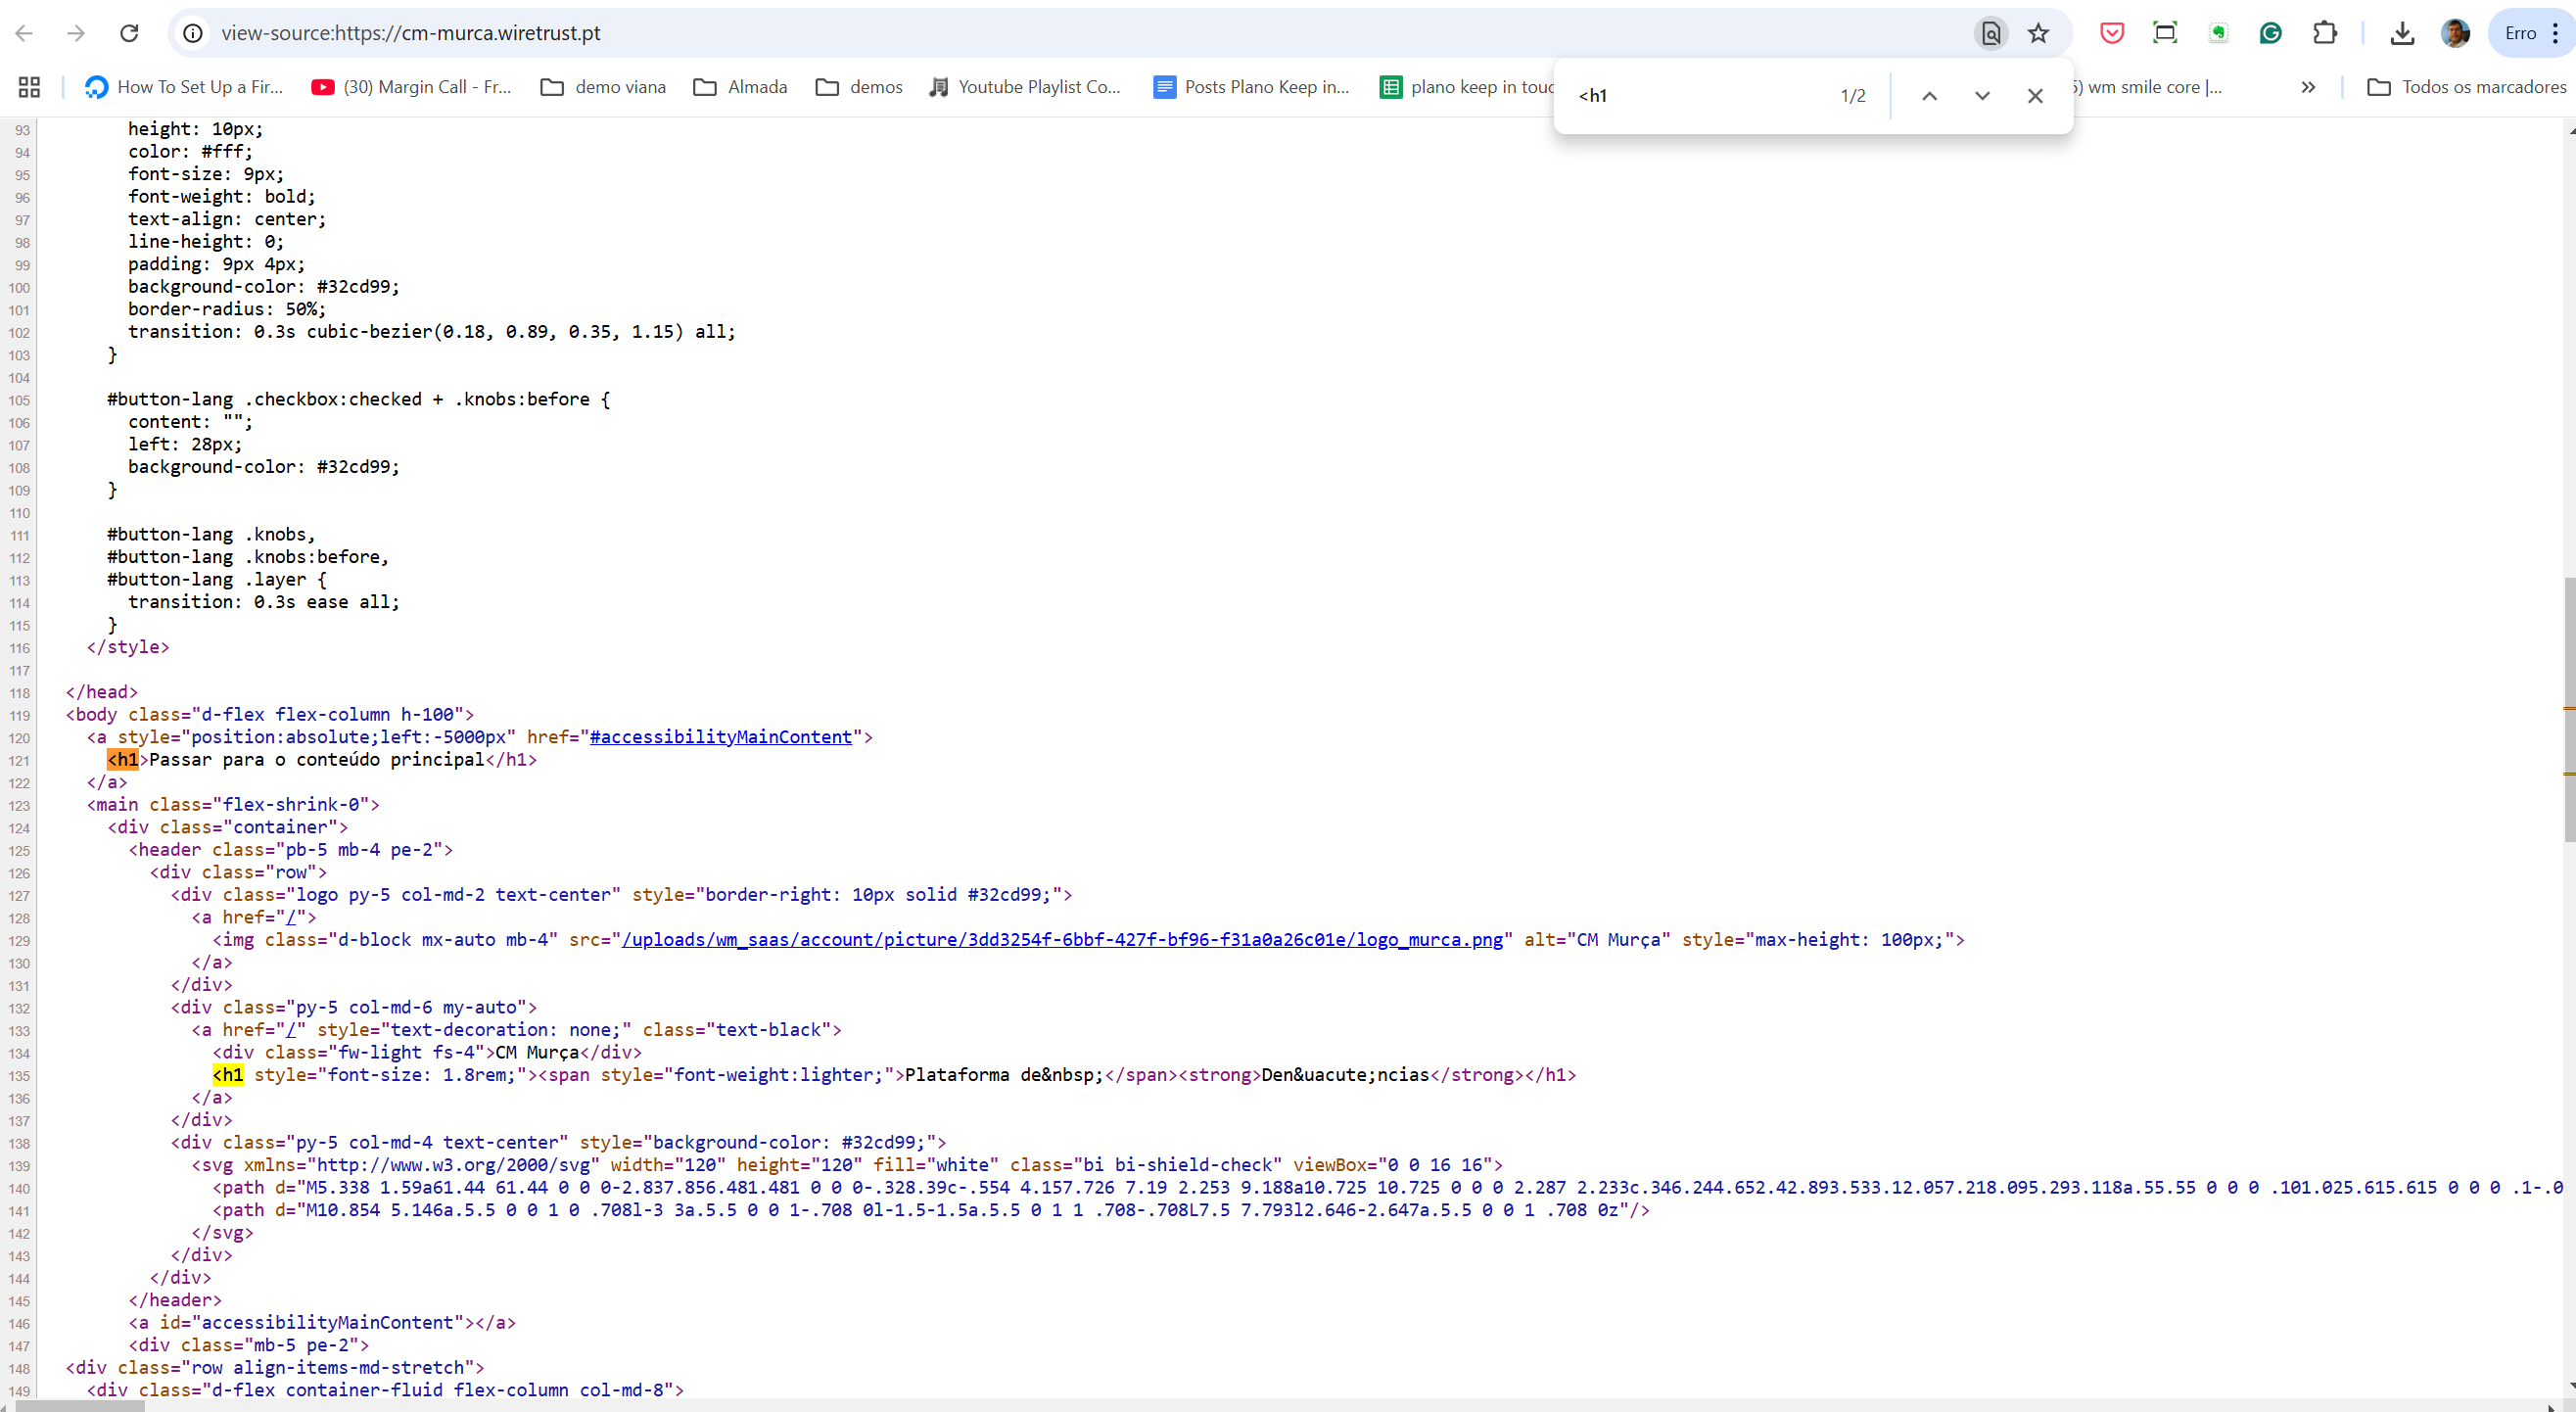 view-source:https://cm-murca.wiretrust.pt
Erro
How To Set Up a Fir...
(30) Margin Call - Fr...
demo viana
Almada
demos
Youtube Playlist Co...
Posts Plano Keep in...
plano keep in touc
) wm smile core |...
Todos os marcadores
<h1
1/2
93 height: 10px;
94 color: #fff;
95 font-size: 9px;
96 font-weight: bold;
97 text-align: center;
98 line-height: 0;
99 padding: 9px 4px;
100 background-color: #32cd99;
101 border-radius: 50%;
102 transition: 0.3s cubic-bezier(0.18, 0.89, 0.35, 1.15) all;
103 }
104
105 #button-lang .checkbox:checked + .knobs:before {
106 content: "";
107 left: 28px;
108 background-color: #32cd99;
109 }
110
111 #button-lang .knobs,
112 #button-lang .knobs:before,
113 #button-lang .layer {
114 transition: 0.3s ease all;
115 }
116 </style>
117
118 </head>
119 <body class="d-flex flex-column h-100">
120 <a style="position:absolute;left:-5000px" href="#accessibilityMainContent">
121 <h1>Passar para o conteúdo principal</h1>
122 </a>
123 <main class="flex-shrink-0">
124 <div class="container">
125 <header class="pb-5 mb-4 pe-2">
126 <div class="row">
127 <div class="logo py-5 col-md-2 text-center" style="border-right: 10px solid #32cd99;">
128 <a href="/">
129 <img class="d-block mx-auto mb-4" src="/uploads/wm_saas/account/picture/3dd3254f-6bbf-427f-bf96-f31a0a26c01e/logo_murca.png" alt="CM Murça" style="max-height: 100px;">
130 </a>
131 </div>
132 <div class="py-5 col-md-6 my-auto">
133 <a href="/" style="text-decoration: none;" class="text-black">
134 <div class="fw-light fs-4">CM Murça</div>
135 <h1 style="font-size: 1.8rem;"><span style="font-weight:lighter;">Plataforma de&nbsp;</span><strong>Den&uacute;ncias</strong></h1>
136 </a>
137 </div>
138 <div class="py-5 col-md-4 text-center" style="background-color: #32cd99;">
139 <svg xmlns="http://www.w3.org/2000/svg" width="120" height="120" fill="white" class="bi bi-shield-check" viewBox="0 0 16 16">
140 <path d="M5.338 1.59a61.44 61.44 0 0 0-2.837.856.481.481 0 0 0-.328.39c-.554 4.157.726 7.19 2.253 9.188a10.725 10.725 0 0 0 2.287 2.233c.346.244.652.42.893.533.12.057.218.095.293.118a.55.55 0 0 0 .101.025.615.615 0 0 0 .1-.0
141 <path d="M10.854 5.146a.5.5 0 0 1 0 .708l-3 3a.5.5 0 0 1-.708 0l-1.5-1.5a.5.5 0 1 1 .708-.708L7.5 7.793l2.646-2.647a.5.5 0 0 1 .708 0z"/>
142 </svg>
143 </div>
144 </div>
145 </header>
146 <a id="accessibilityMainContent"></a>
147 <div class="mb-5 pe-2">
148 <div class="row align-items-md-stretch">
149 <div class="d-flex container-fluid flex-column col-md-8">